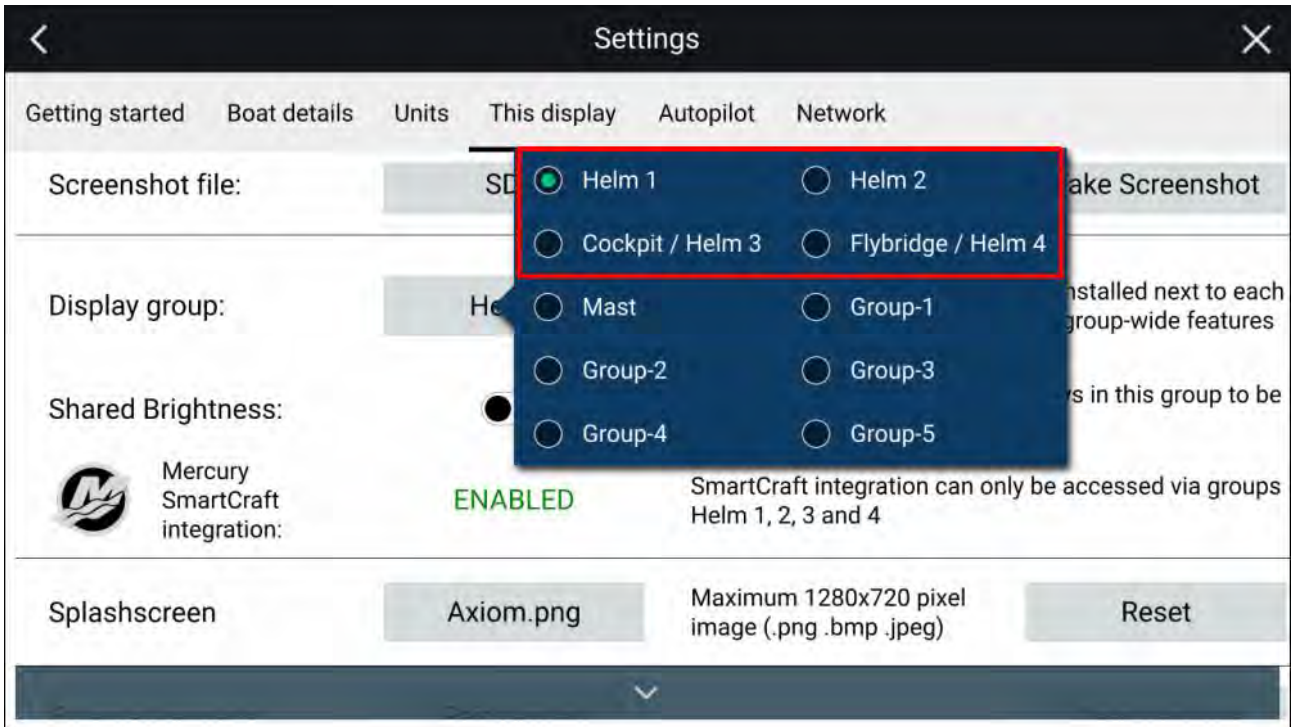 Settings
Getting started Boat details Units This display Autopilot Network
Screenshot file: SD ake Screenshot
Helm 1 Helm 2
Cockpit / Helm 3 Flybridge / Helm 4
Display group: He Mast Group-1 nstalled next to each
group-wide features
Group-2 Group-3
Shared Brightness: s in this group to be
Group-4 Group-5
Mercury
SmartCraft
integration:
ENABLED
SmartCraft integration can only be accessed via groups
Helm 1, 2, 3 and 4
Splashscreen Axiom.png
Maximum 1280x720 pixel
image (.png .bmp .jpeg)
Reset